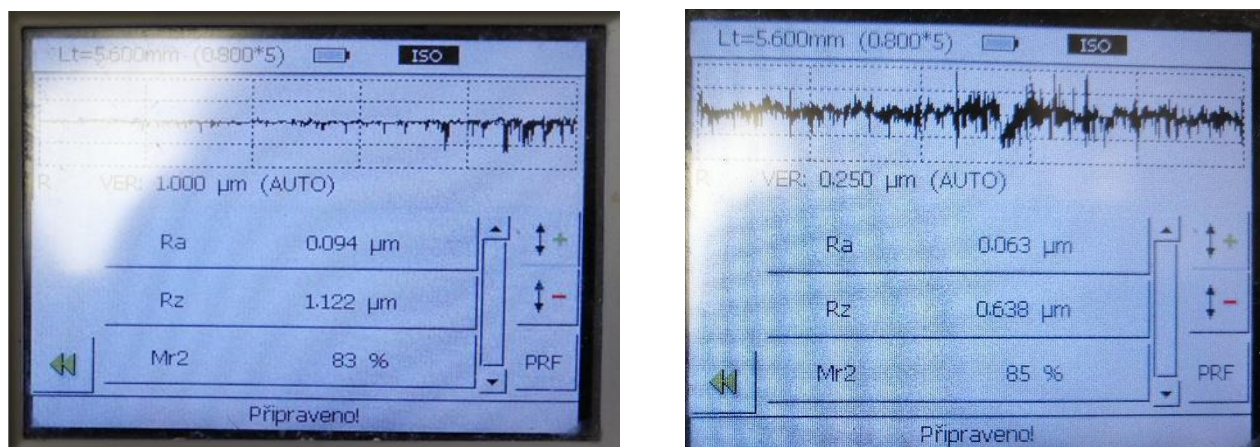 Lt=5.600mm (0.800*5) ISO
R VER: 1.000 µm (AUTO)
Ra 0.094 µm
Rz 1.122 µm
Mr2 83 %
PRF
Připraveno!
Lt=5.600mm (0.800*5) ISO
R VER: 0.250 µm (AUTO)
Ra 0.063 µm
Rz 0.638 µm
Mr2 85 %
PRF
Připraveno!